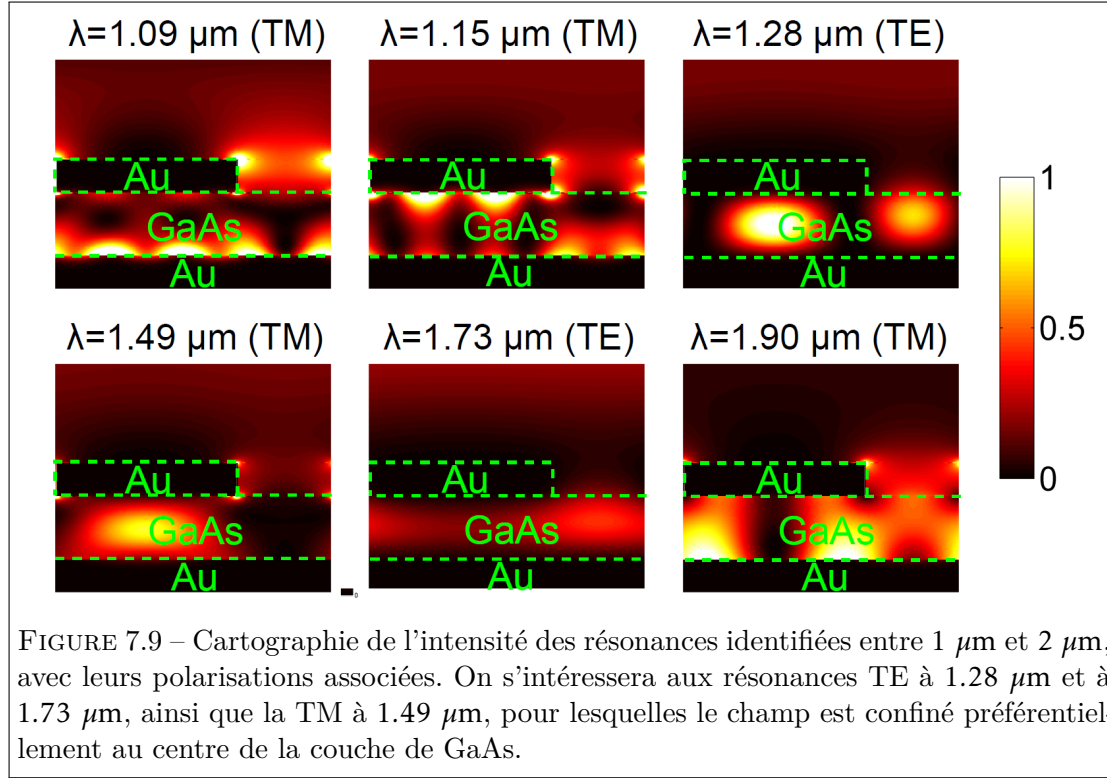 λ=1.09 µm (TM) λ=1.15 µm (TM) λ=1.28 µm (TE)
Au Au Au
GaAs GaAs GaAs
Au Au Au
1
0.5
0
λ=1.49 µm (TM) λ=1.73 µm (TE) λ=1.90 µm (TM)
Au Au Au
GaAs GaAs GaAs
Au Au Au
FIGURE 7.9 – Cartographie de l'intensité des résonances identifiées entre 1 µm et 2 µm,
avec leurs polarisations associées. On s'intéressera aux résonances TE à 1.28 µm et à
1.73 µm, ainsi que la TM à 1.49 µm, pour lesquelles le champ est confiné préférentiel-
lement au centre de la couche de GaAs.